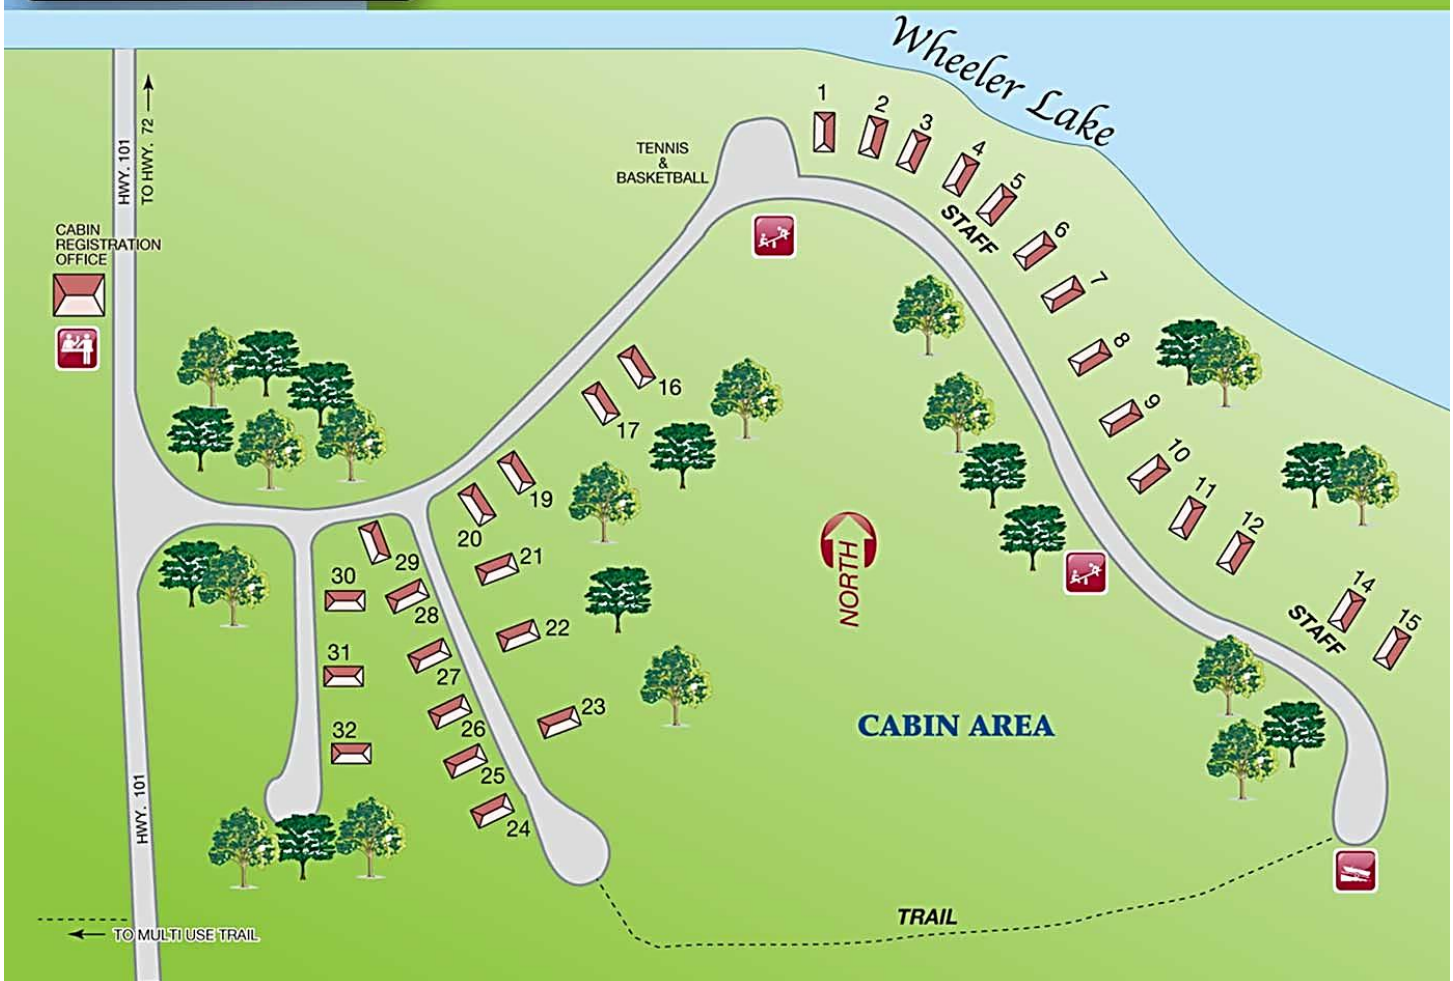 Wheeler Lake
HWY. 101
TO HWY. 72
CABIN
REGISTRATION
OFFICE
TENNIS
&
BASKETBALL
1
2
3
4
5
STAFF
6
7
8
9
10
11
12
14
STAFF
15
16
17
19
20
21
22
23
29
30
28
31
27
32
26
25
24
NORTH
CABIN AREA
HWY. 101
TRAIL
TO MULTI USE TRAIL